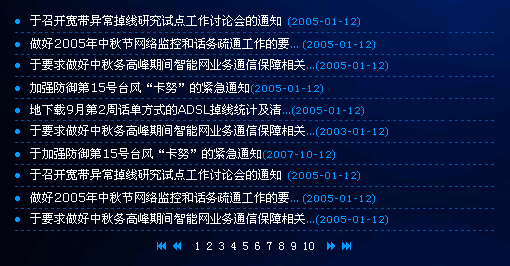 于召开宽带异常掉线研究试点工作讨论会的通知 (2005-01-12)
做好2005年中秋节网络监控和话务疏通工作的要... (2005-01-12)
于要求做好中秋务高峰期间智能网业务通信保障相关...(2005-01-12)
加强防御第15号台风“卡努”的紧急通知(2005-01-12)
地下载9月第2周话单方式的ADSL掉线统计及清...(2005-01-12)
于要求做好中秋务高峰期间智能网业务通信保障相关...(2003-01-12)
于加强防御第15号台风“卡努”的紧急通知(2007-10-12)
于召开宽带异常掉线研究试点工作讨论会的通知 (2005-01-12)
做好2005年中秋节网络监控和话务疏通工作的要... (2005-01-12)
于要求做好中秋务高峰期间智能网业务通信保障相关...(2005-01-12)
1 2 3 4 5 6 7 8 9 10